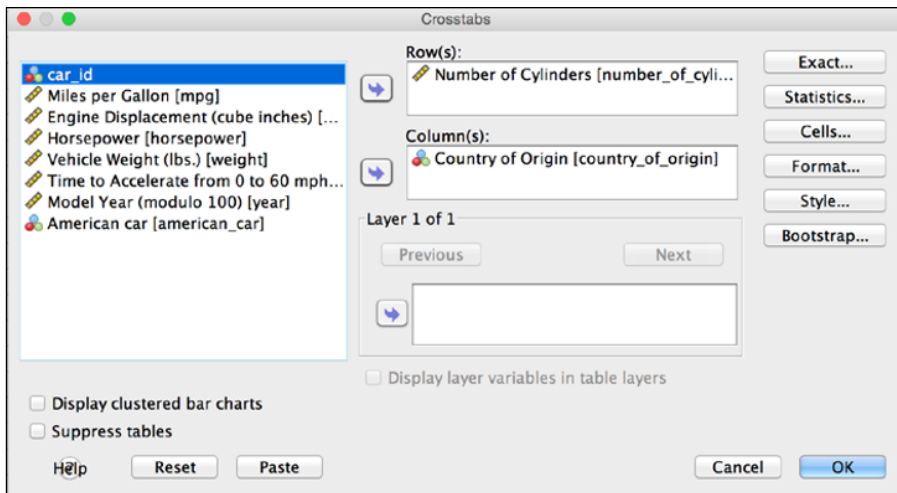 Crosstabs
car_id
Miles per Gallon [mpg]
Engine Displacement (cube inches) [...
Horsepower [horsepower]
Vehicle Weight (lbs.) [weight]
Time to Accelerate from 0 to 60 mph...
Model Year (modulo 100) [year]
American car [american_car]
Row(s):
Number of Cylinders [number_of_cyli...
Column(s):
Country of Origin [country_of_origin]
Layer 1 of 1
Previous
Next
Display layer variables in table layers
Exact...
Statistics...
Cells...
Format...
Style...
Bootstrap...
Display clustered bar charts
Suppress tables
Help
Reset
Paste
Cancel
OK